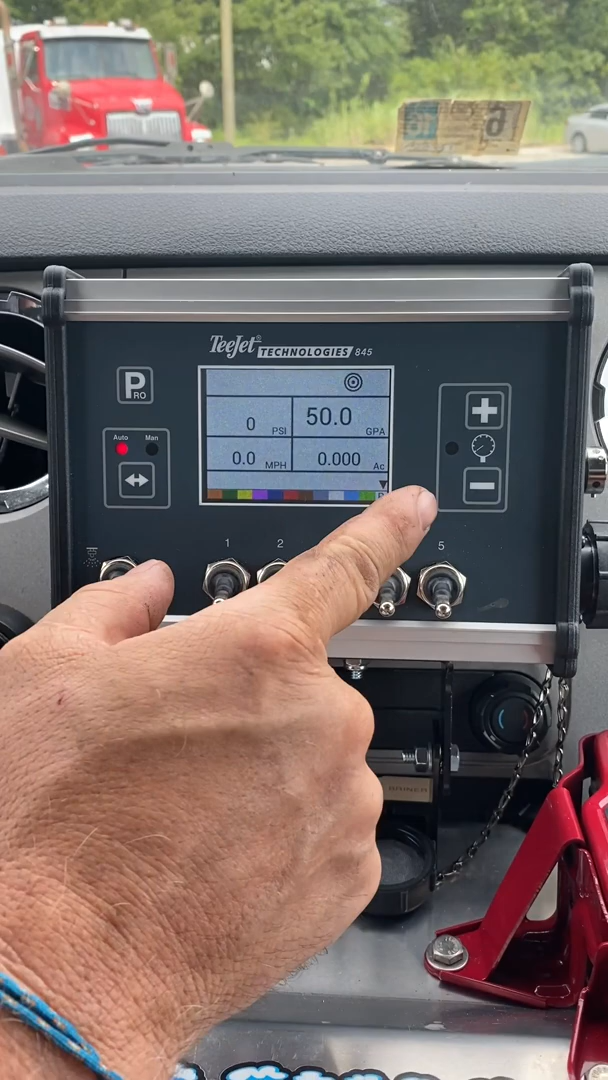 TeeJet® TECHNOLOGIES 845
PRO
Auto Man
0 PSI
50.0 GPA
0.0 MPH
0.000 Ac
1 2 5